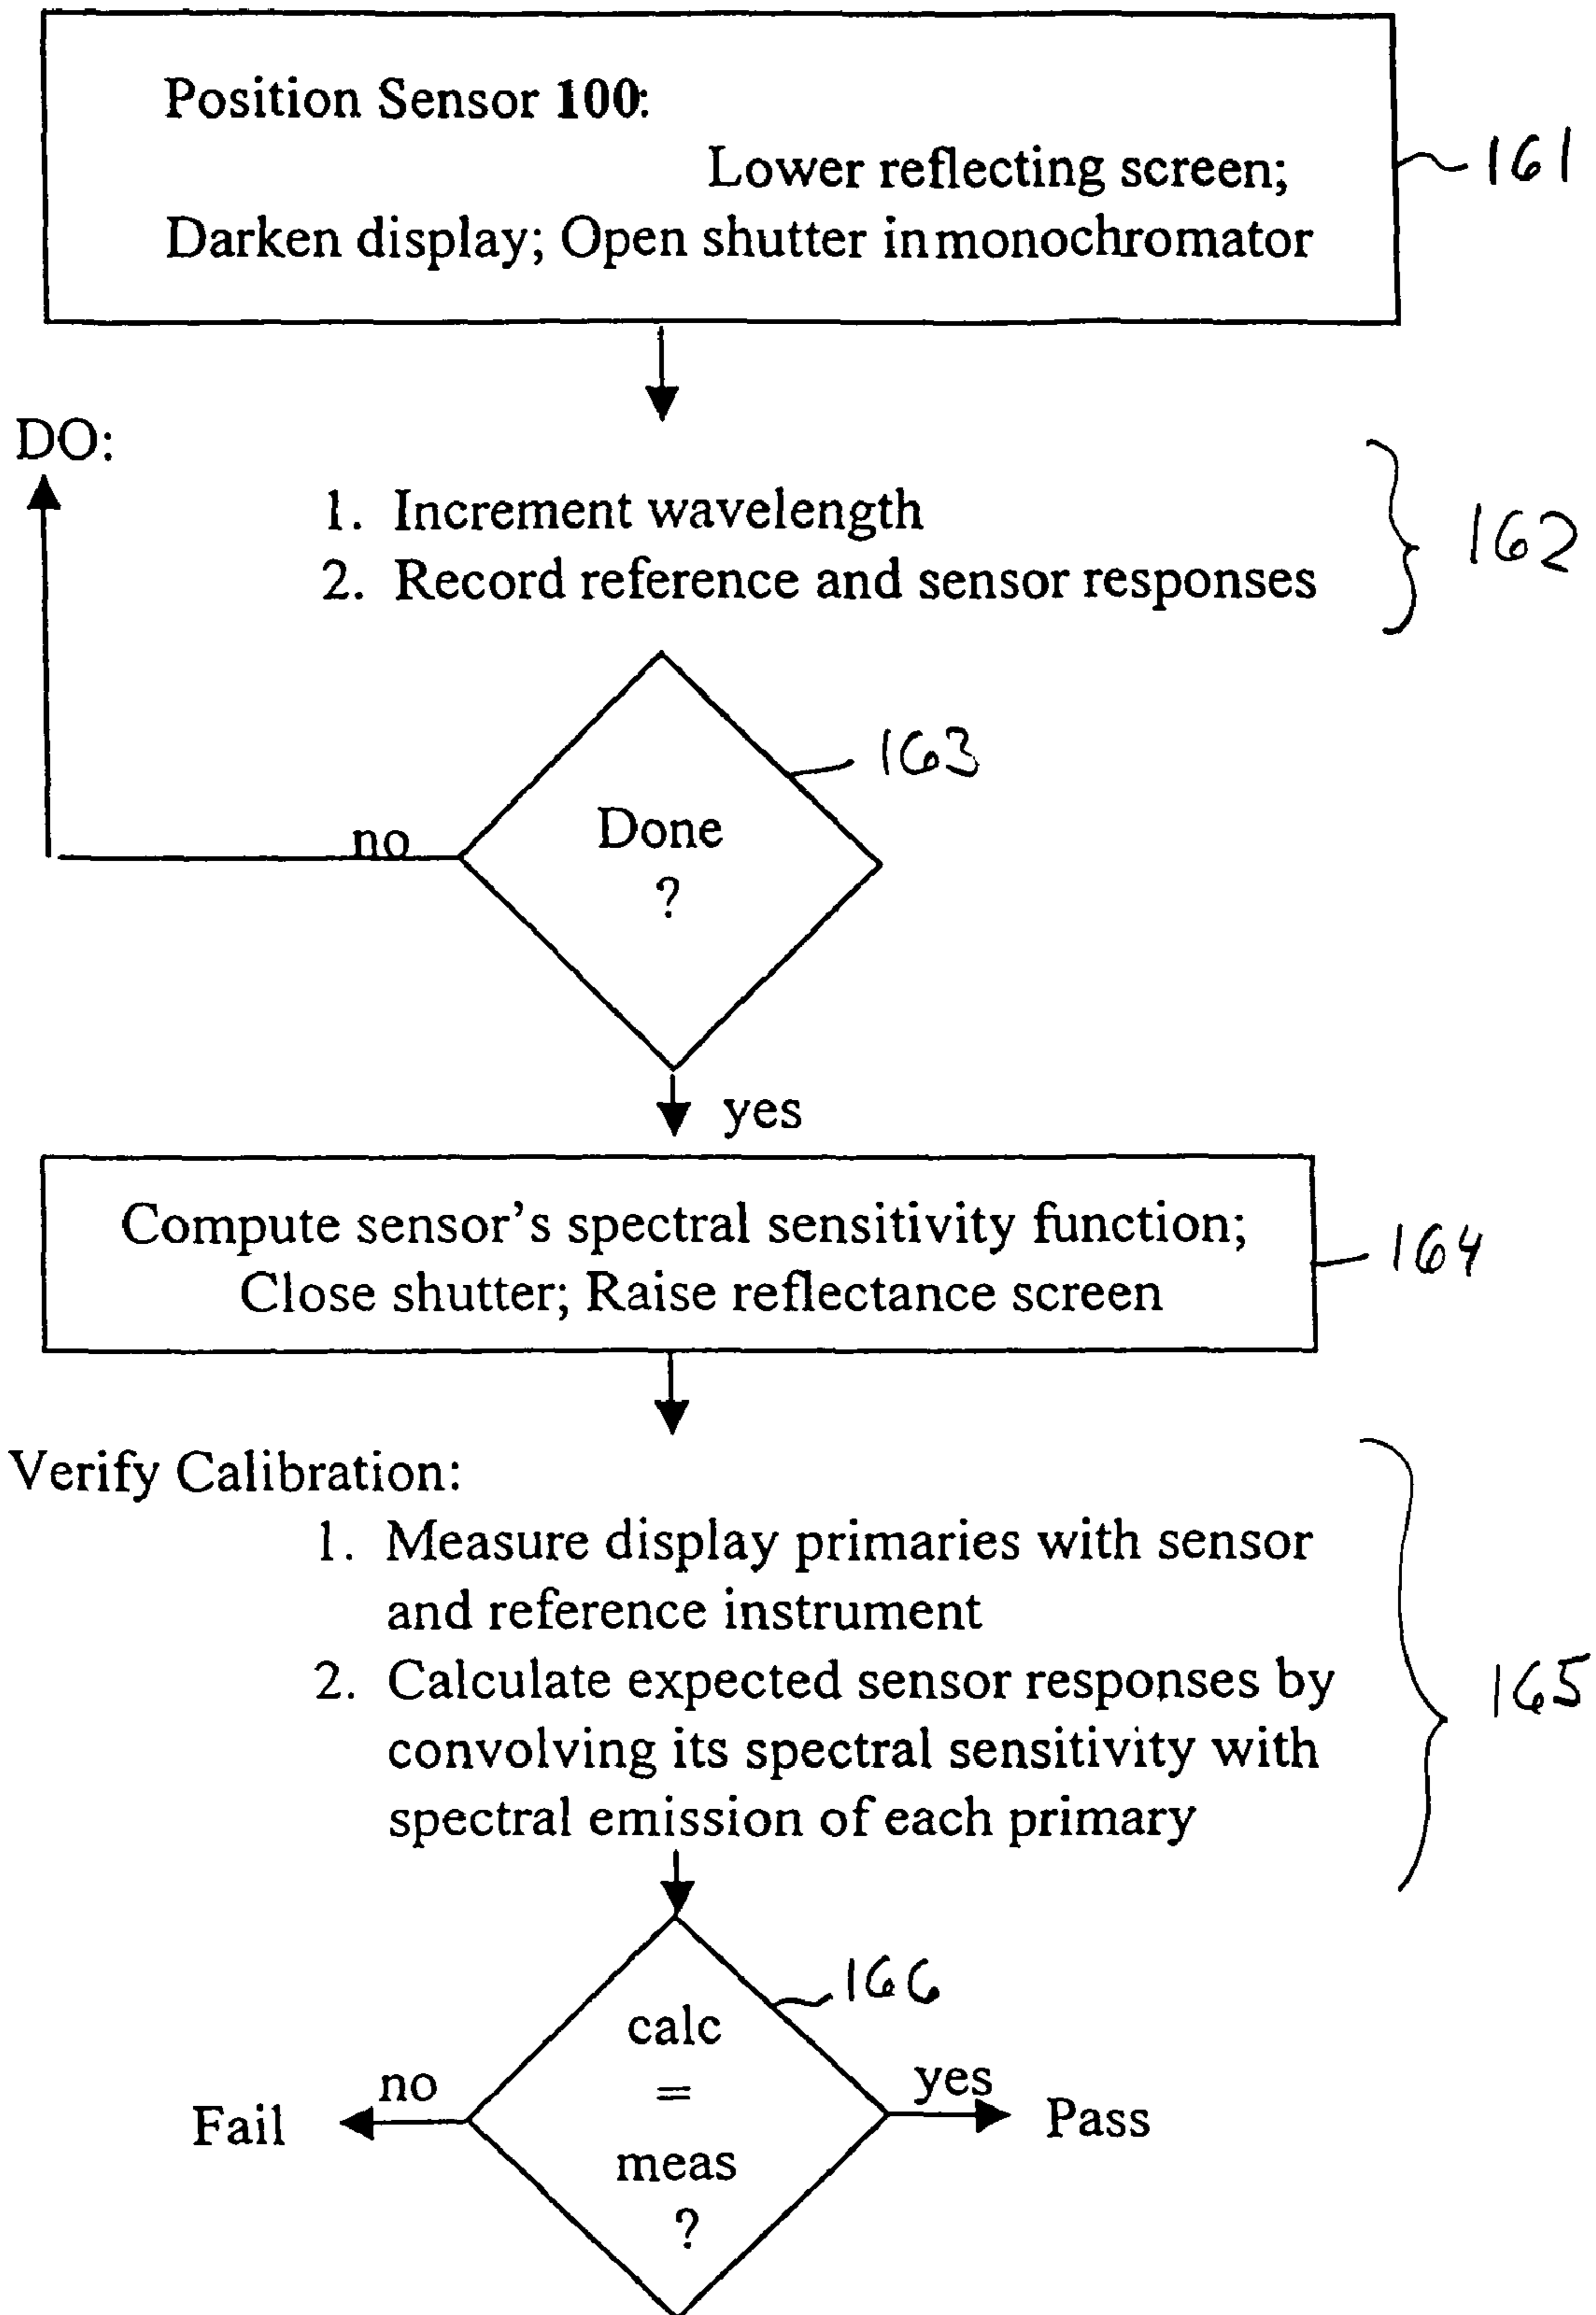 Position Sensor 100:
Lower reflecting screen;
Darken display; Open shutter in monochromator
161
DO:
1. Increment wavelength
2. Record reference and sensor responses
162
163
Done
?
no
yes
Compute sensor's spectral sensitivity function;
Close shutter; Raise reflectance screen
164
Verify Calibration:
1. Measure display primaries with sensor
and reference instrument
2. Calculate expected sensor responses by
convolving its spectral sensitivity with
spectral emission of each primary
165
166
calc
=
meas
?
no
Fail
yes
Pass